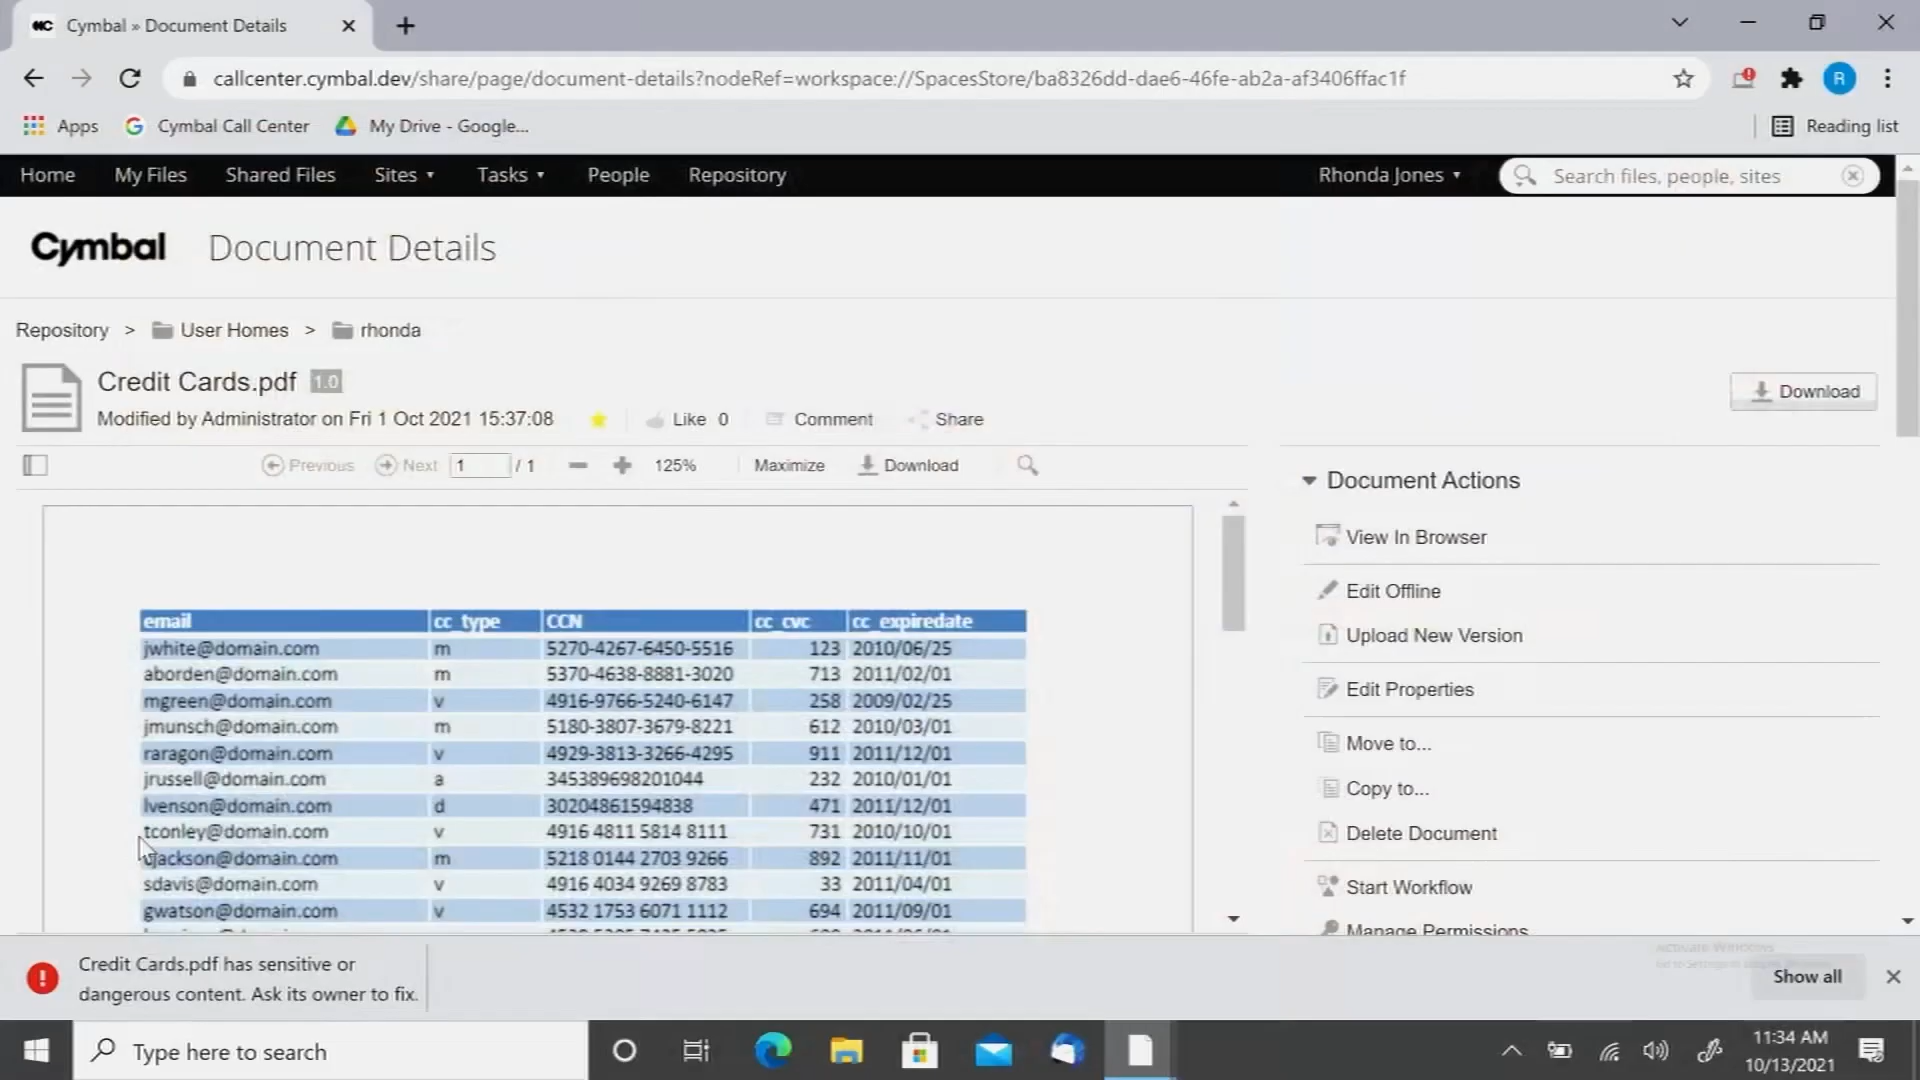 Cymbal » Document Details
callcenter.cymbal.dev/share/page/document-details?nodeRef=workspace://SpacesStore/ba8326dd-dae6-46fe-ab2a-af3406ffac1f
R
Apps Cymbal Call Center My Drive - Google... Reading list
Home My Files Shared Files Sites Tasks People Repository Rhonda Jones Search files, people, sites
Cymbal Document Details
Repository > User Homes > rhonda
Credit Cards.pdf 1.0
Download
Modified by Administrator on Fri 1 Oct 2021 15:37:08 Like 0 Comment Share
Previous Next 1 / 1 125% Maximize Download
Document Actions
View In Browser
Edit Offline
Upload New Version
Edit Properties
Move to...
Copy to...
Delete Document
Start Workflow
Manage Permissions
email cc_type CCN cc_cvc cc_expiredate
jwhite@domain.com m 5270-4267-6450-5516 123 2010/06/25
aborden@domain.com m 5370-4638-8881-3020 713 2011/02/01
mgreen@domain.com v 4916-9766-5240-6147 258 2009/02/25
jmunsch@domain.com m 5180-3807-3679-8221 612 2010/03/01
raragon@domain.com v 4929-3813-3266-4295 911 2011/12/01
jrussell@domain.com a 345389698201044 232 2010/01/01
lvenson@domain.com d 30204861594838 471 2011/12/01
tconley@domain.com v 4916 4811 5814 8111 731 2010/10/01
m 5218 0144 2703 9266 892 2011/11/01
sdavis@domain.com v 4916 4034 9269 8783 33 2011/04/01
gwatson@domain.com v 4532 1753 6071 1112 694 2011/09/01
Credit Cards.pdf has sensitive or
dangerous content. Ask its owner to fix.
Activate Windows
Show all
Type here to search
11:34 AM
10/13/2021